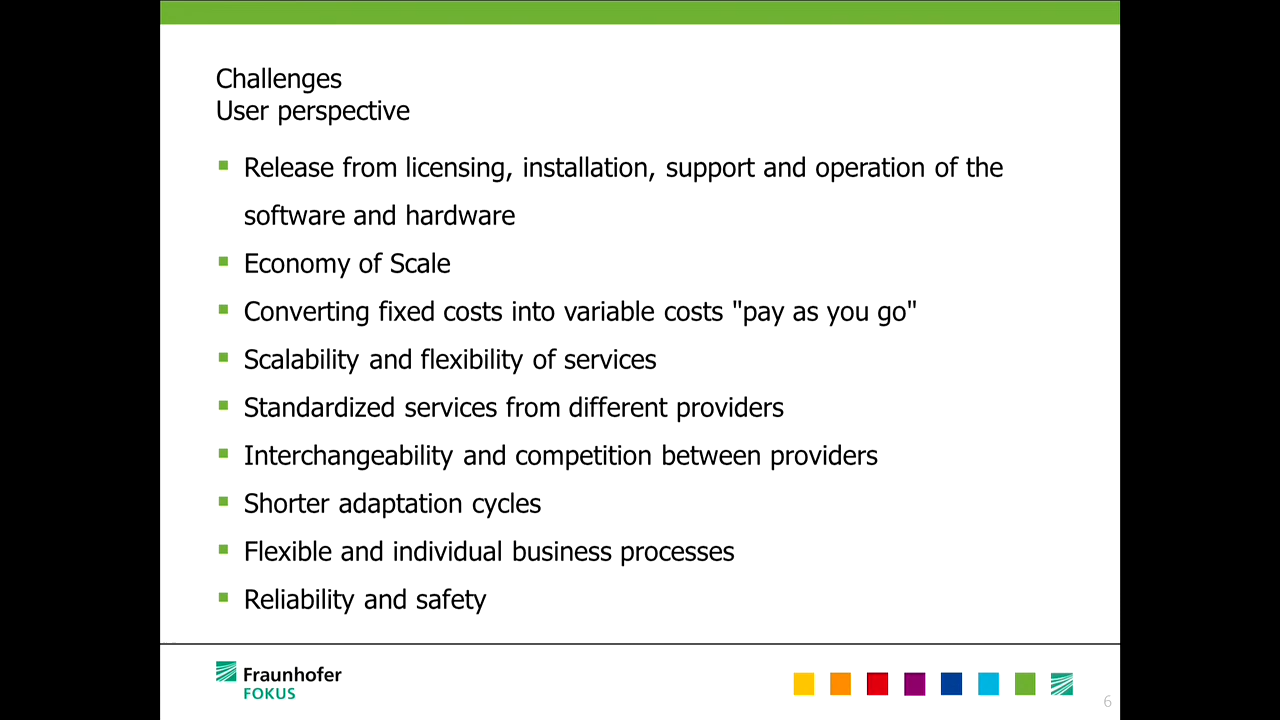 Challenges
User perspective
Release from licensing, installation, support and operation of the
software and hardware
Economy of Scale
Converting fixed costs into variable costs "pay as you go"
Scalability and flexibility of services
Standardized services from different providers
Interchangeability and competition between providers
Shorter adaptation cycles
Flexible and individual business processes
Reliability and safety
Fraunhofer
FOKUS
6